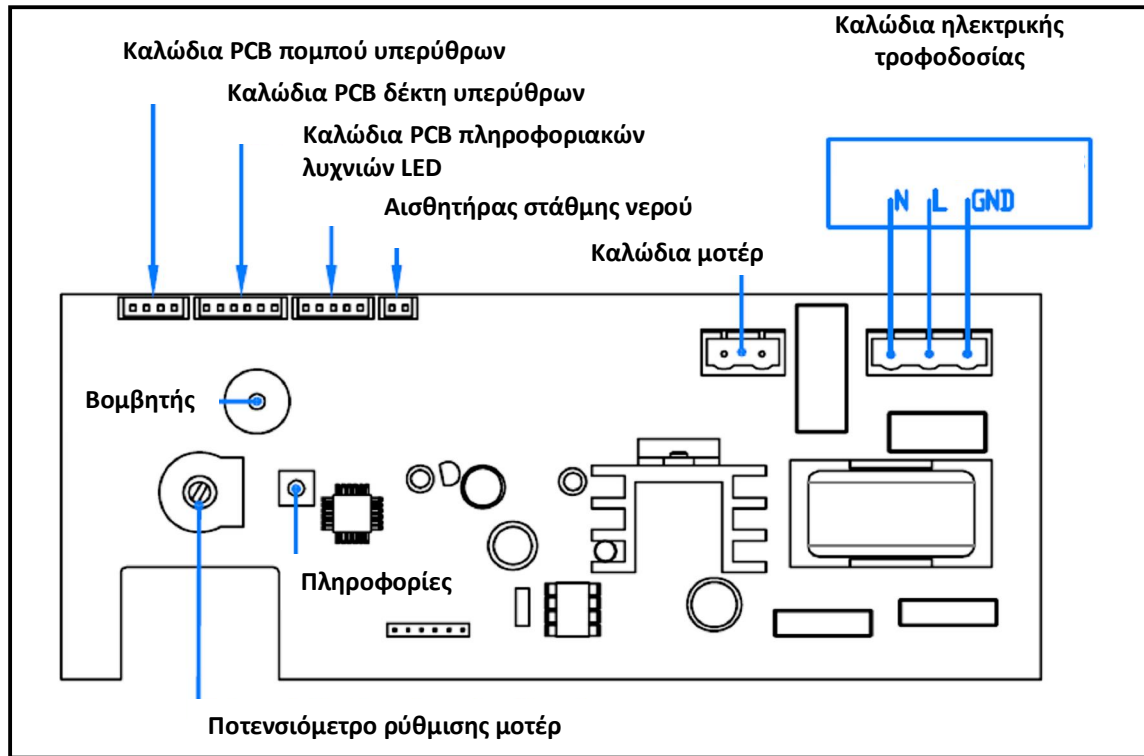 Καλώδια ηλεκτρικής
τροφοδοσίας
Καλώδια PCB πομπού υπερύθρων
Καλώδια PCB δέκτη υπερύθρων
Καλώδια PCB πληροφοριακών
λυχνιών LED
Αισθητήρας στάθμης νερού
N L GND
Καλώδια μοτέρ
Βομβητής
Πληροφορίες
Ποτενσιόμετρο ρύθμισης μοτέρ